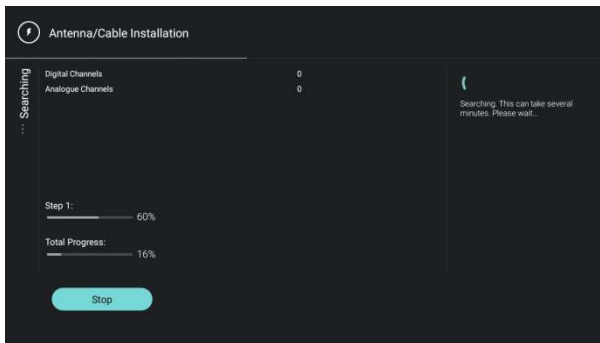 Antenna/Cable Installation
... Searching
Digital Channels 0
Analogue Channels 0
Searching. This can take several
minutes. Please wait...
Step 1:
60%
Total Progress:
16%
Stop